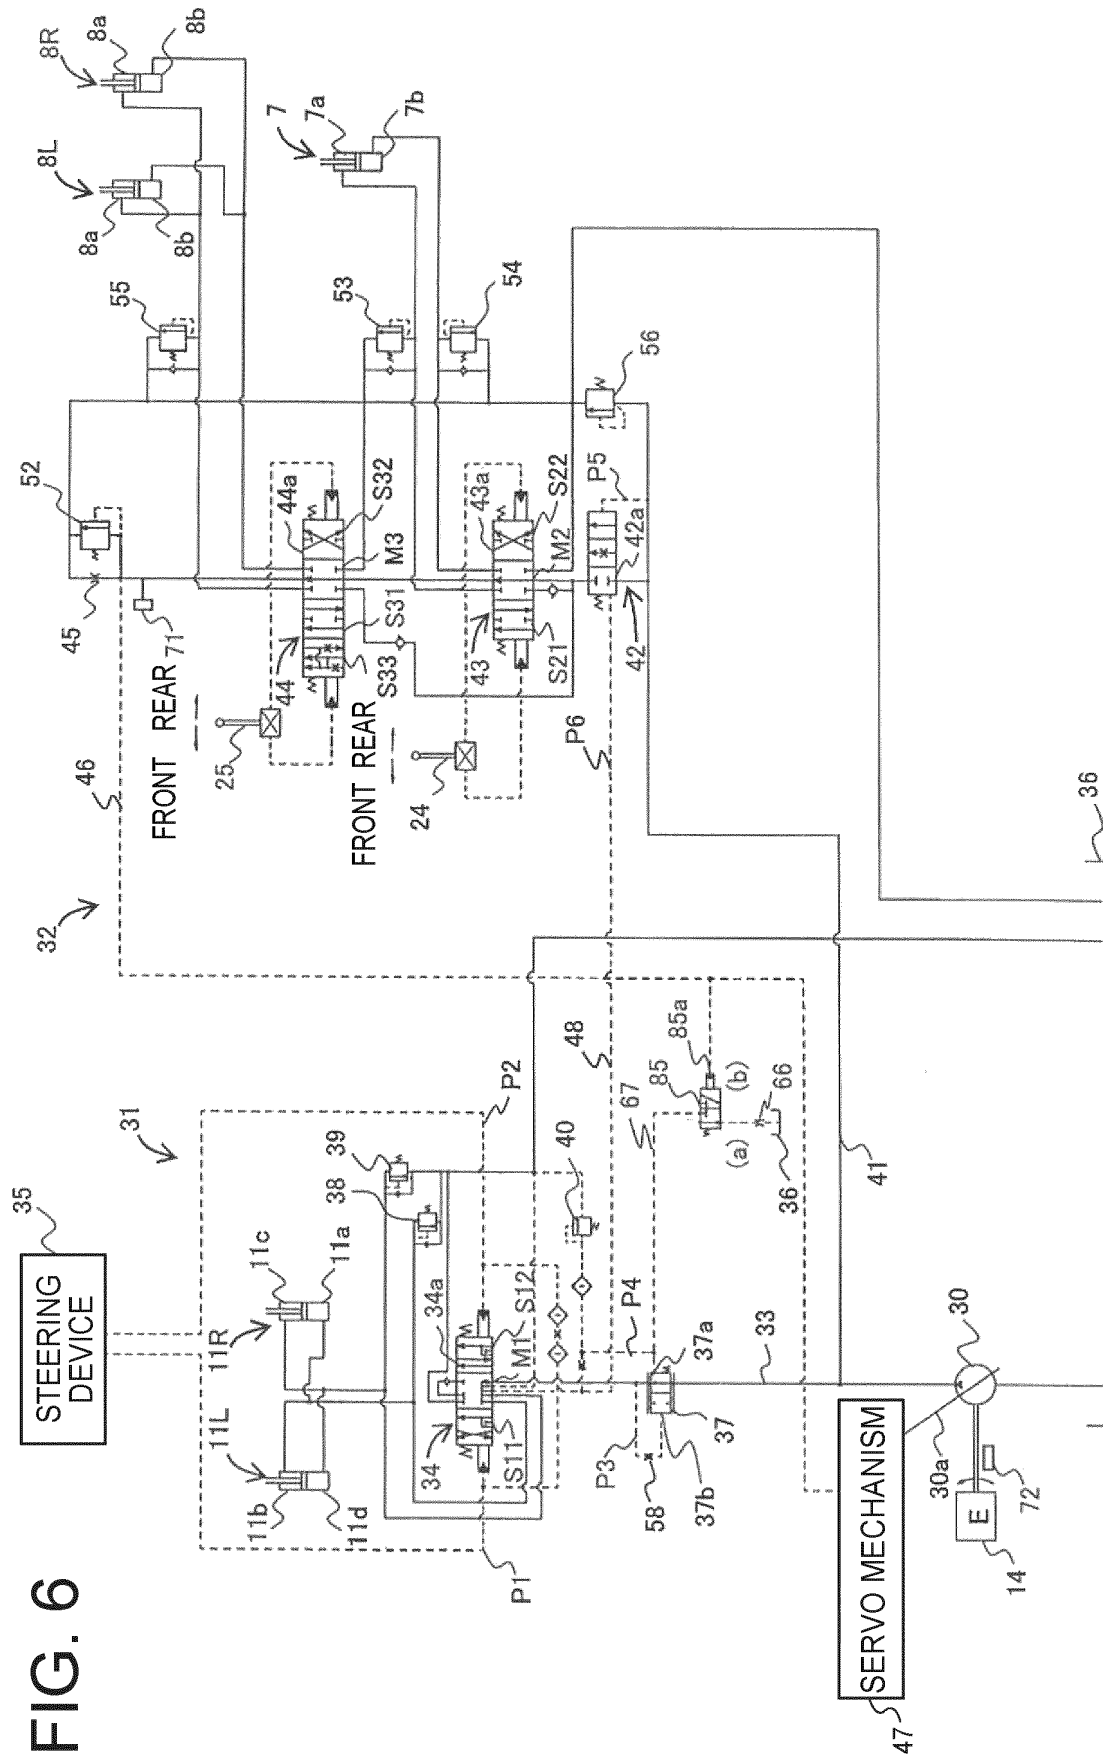 FIG. 6
STEERING
DEVICE
35
31
32
46
45
52
55
8L
8R
8a
8b
8a
8b
71
FRONT REAR
25
44
44a
S32
M3
S31
S33
7
7a
7b
53
54
56
FRONT REAR
24
43
43a
S22
M2
S21
42
42a
P5
P6
11c
11a
11R
11L
11b
11d
39
38
P2
34a
S12
M1
34
S11
P1
40
48
67
85
85a
(b)
(a)
66
36
P4
37a
37
37b
P3
58
33
41
36
30
30a
72
E
14
SERVO MECHANISM
47